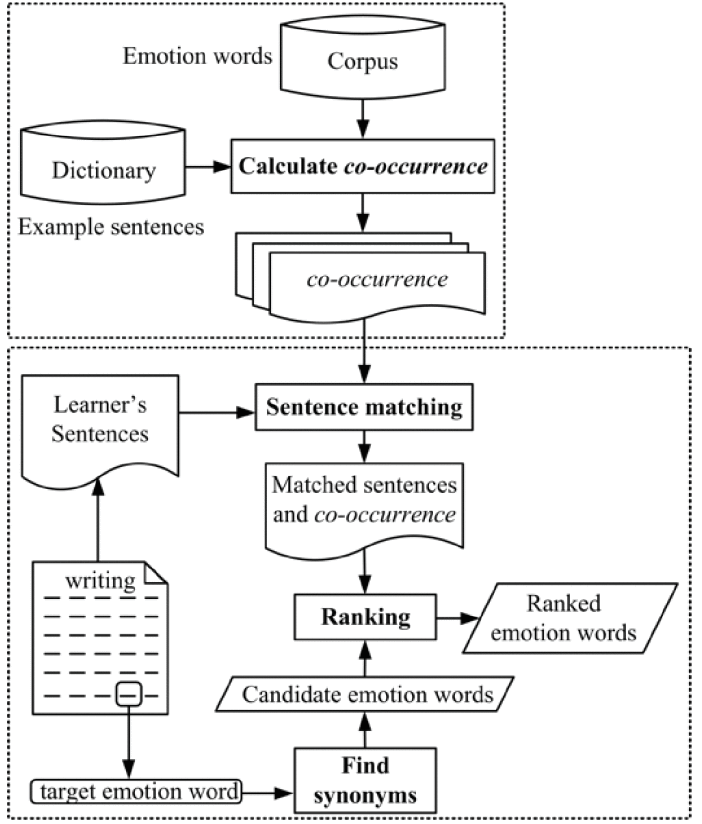 Emotion words
Corpus
Dictionary
Calculate co-occurrence
Example sentences
co-occurrence
Learner's
Sentences
Sentence matching
Matched sentences
and co-occurrence
writing
Ranking
Ranked
emotion words
Candidate emotion words
target emotion word
Find
synonyms